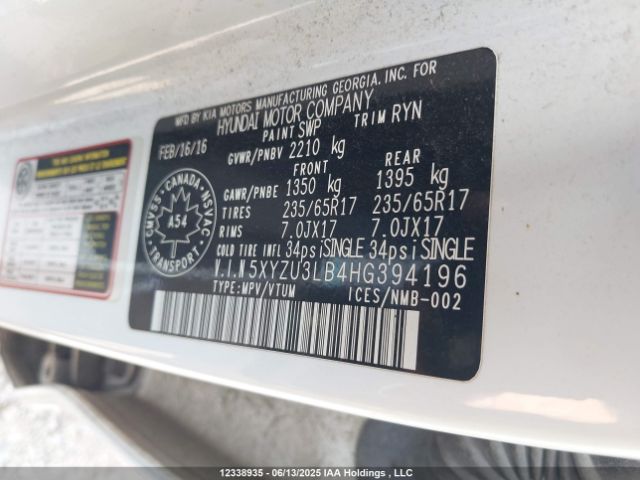 MFD BY KIA MOTORS MANUFACTURING GEORGIA. INC. FOR
HYUNDAI MOTOR COMPANY
FEB/16/16 PAINT SWP TRIM RYN
GVWR/PNBV 2210 kg
FRONT REAR
GAWR/PNBE 1350 kg 1395 kg
TIRES 235/65R17 235/65R17
RIMS 7.0JX17 7.0JX17
COLD TIRE INFL 34psi SINGLE 34psi SINGLE
V.I.N 5XYZU3LB4HG394196
TYPE:MPV/VTUM ICES/NMB-002
CANADA
CMVSS NSVAC
A54
TRANSPORT
12338935 - 06/13/2025 IAA Holdings , LLC